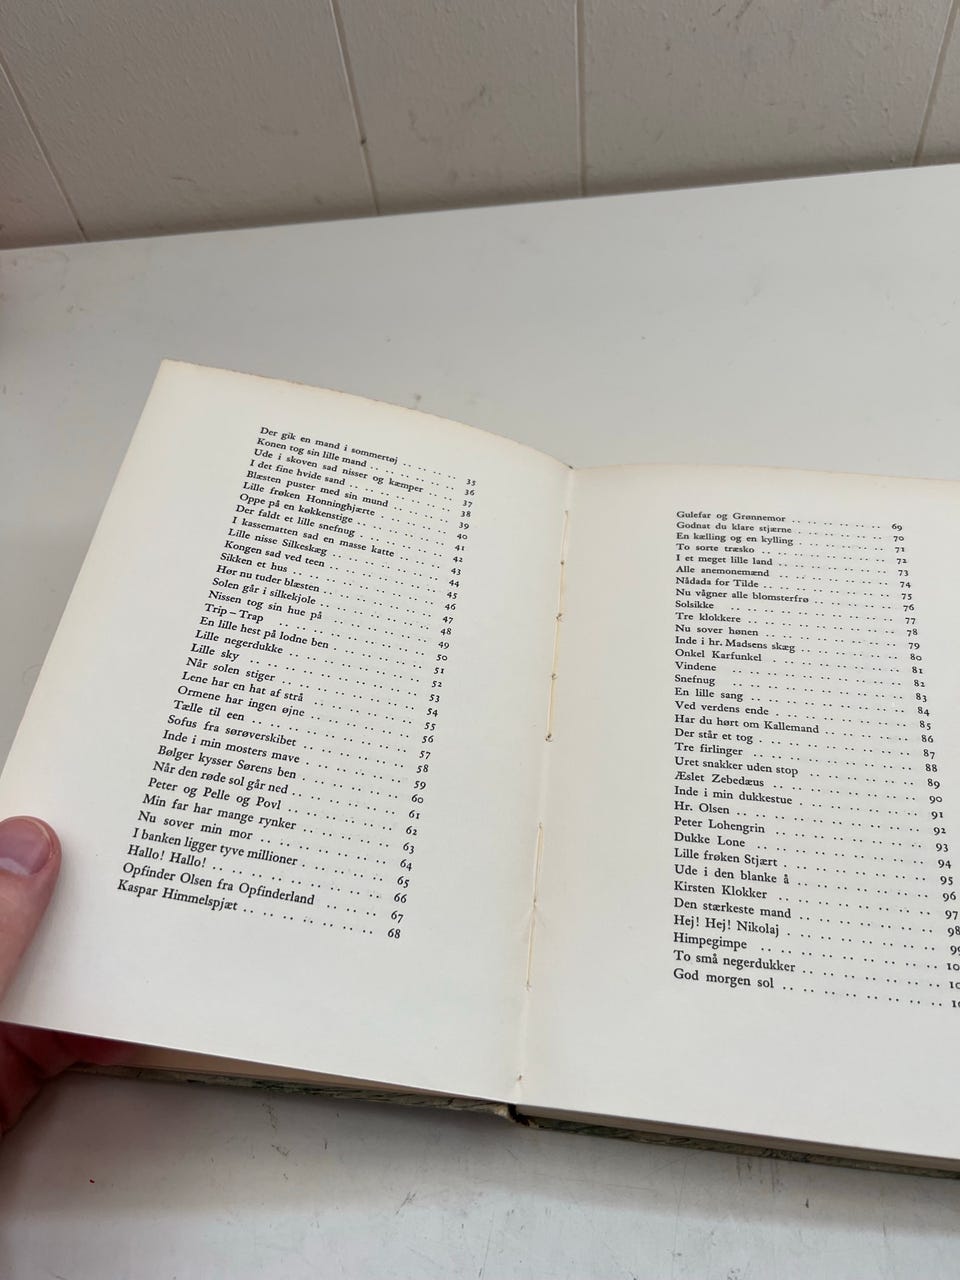 Der gik en mand i sommertøj .. .. .. 35
Konen tog sin lille mand .. .. .. .. 36
Ude i skoven sad nisser og kæmper .. .. 37
I det fine hvide sand .. .. .. .. .. 38
Blæsten puster med sin mund .. .. .. 39
Lille frøken Honninghjærte .. .. .. .. 40
Oppe på en køkkenstige .. .. .. .. 41
Der faldt et lille snefnug .. .. .. .. 42
I kassematten sad en masse katte .. .. 43
Lille nisse Silkeskæg .. .. .. .. .. 44
Kongen sad ved teen .. .. .. .. .. 45
Sikken et hus .. .. .. .. .. .. 46
Hør nu tuder blæsten .. .. .. .. .. 47
Solen går i silkekjole .. .. .. .. .. 48
Nissen tog sin hue på .. .. .. .. .. 49
Trip – Trap .. .. .. .. .. .. 50
En lille hest på lodne ben .. .. .. .. 51
Lille negerdukke .. .. .. .. .. .. 52
Lille sky .. .. .. .. .. .. .. 53
Når solen stiger .. .. .. .. .. .. 54
Lene har en hat af strå .. .. .. .. 55
Ormene har ingen øjne .. .. .. .. .. 56
Tælle til een .. .. .. .. .. .. 57
Sofus fra sørøverskibet .. .. .. .. 58
Inde i min mosters mave .. .. .. .. 59
Bølger kysser Sørens ben .. .. .. .. 60
Når den røde sol går ned .. .. .. .. 61
Peter og Pelle og Povl .. .. .. .. .. 62
Min far har mange rynker .. .. .. .. 63
Nu sover min mor .. .. .. .. .. 64
I banken ligger tyve millioner . .. .. .. 65
Hallo! Hallo! .. .. .. .. .. .. .. 66
Opfinder Olsen fra Opfinderland .. .. .. 67
Kaspar Himmelspjæt .. .. .. .. .. 68
Gulefar og Grønnemor .. .. .. .. .. 69
Godnat du klare stjærne .. .. .. .. 70
En kælling og en kylling .. .. .. .. 71
To sorte træsko .. .. .. .. .. .. 72
I et meget lille land .. .. .. .. .. 73
Alle anemonemænd .. .. .. .. .. 74
Nådada for Tilde .. .. .. .. .. .. 75
Nu vågner alle blomsterfrø .. .. .. .. 76
Solsikke .. .. .. .. .. .. .. 77
Tre klokkere .. .. .. .. .. .. 78
Nu sover hønen .. .. .. .. .. .. 79
Inde i hr. Madsens skæg .. .. .. .. 80
Onkel Karfunkel .. .. .. .. .. .. 81
Vindene .. .. .. .. .. .. .. 82
Snefnug .. .. .. .. .. .. .. 83
En lille sang .. .. .. .. .. .. 84
Ved verdens ende .. .. .. .. .. .. 85
Har du hørt om Kallemand .. .. .. .. 86
Der står et tog .. .. .. .. .. .. 87
Tre firlinger .. .. .. .. .. .. .. 88
Uret snakker uden stop .. .. .. .. .. 89
Æslet Zebedæus .. .. .. .. .. .. 90
Inde i min dukkestue .. .. .. .. .. 91
Hr. Olsen .. .. .. .. .. .. .. 92
Peter Lohengrin .. .. .. .. .. .. 93
Dukke Lone .. .. .. .. .. .. .. 94
Lille frøken Stjært . .. .. .. .. .. 95
Ude i den blanke å .. .. .. .. .. 96
Kirsten Klokker .. .. .. .. .. .. 97
Den stærkeste mand .. .. .. .. .. 98
Hej! Hej! Nikolaj . .. .. .. .. .. 99
Himpegimpe .. .. .. .. .. .. 10
To små negerdukker .. .. .. .. .. 10
God morgen sol .. .. .. .. .. .. 10